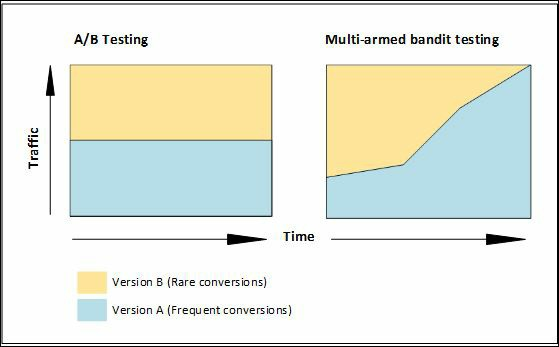 A/B Testing
Multi-armed bandit testing
Traffic
Time
Version B (Rare conversions)
Version A (Frequent conversions)